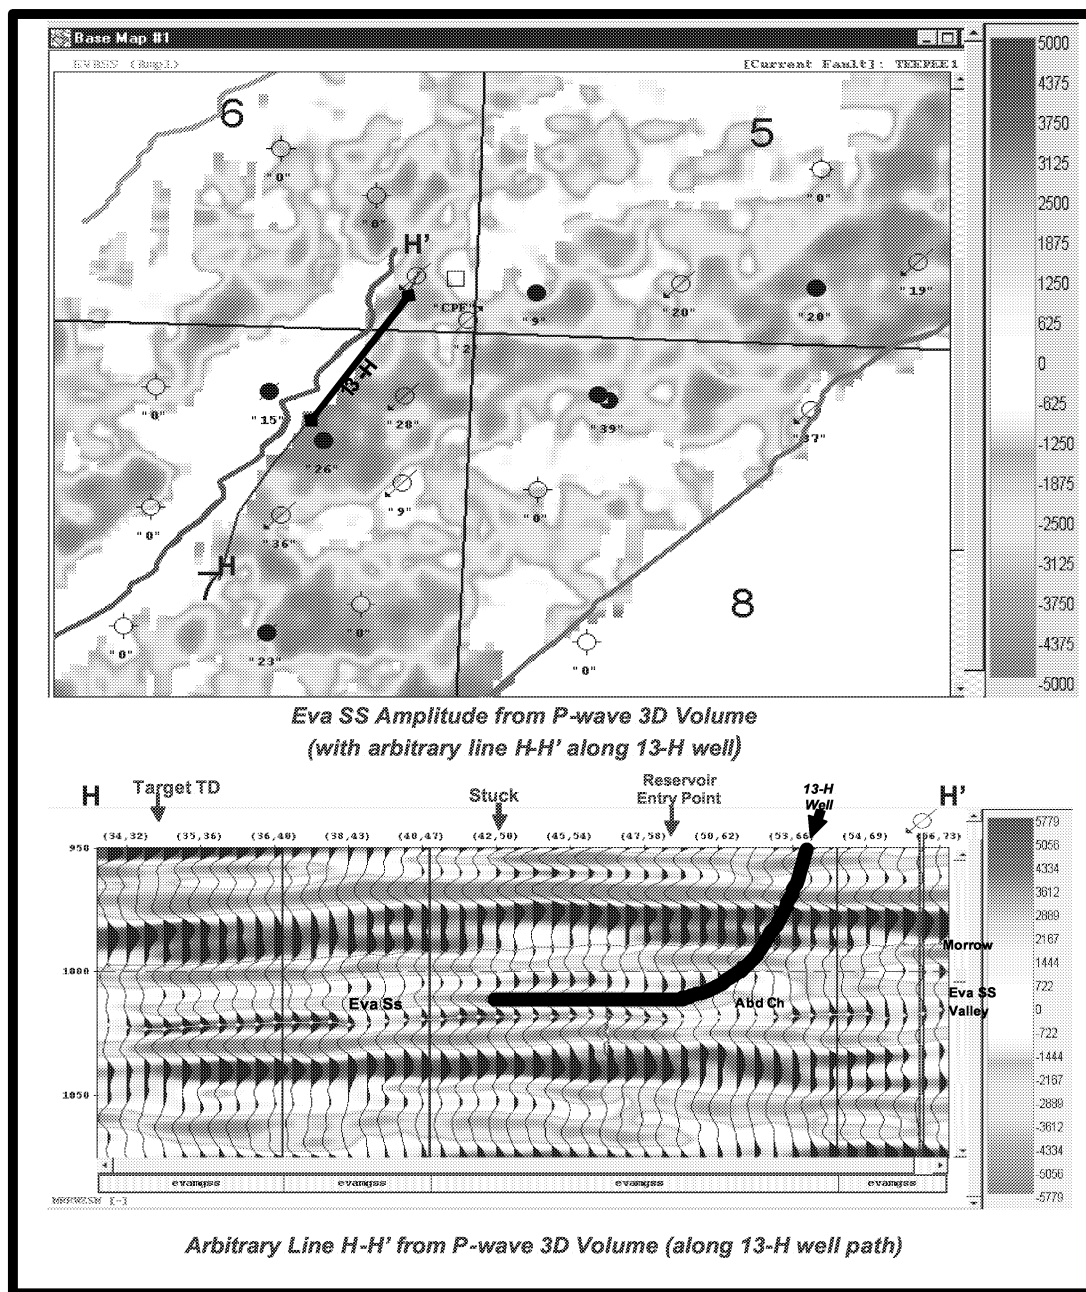 Base Map #1
EVASS (Ampl)
[Current Fault]: TEEPEE1
5000
4375
3750
3125
2500
1875
1250
625
0
-625
-1250
-1875
-2500
-3125
-3750
-4375
-5000
6
5
"0"
"0"
"0"
H'
"CPF"
"9"
"20"
"20"
"19"
"2"
13-H
"0"
"15"
"28"
"39"
"37"
"26"
"0"
"9"
"0"
"36"
H
7
8
"0"
"0"
"23"
"0"
Eva SS Amplitude from P-wave 3D Volume
(with arbitrary line H-H' along 13-H well)
H
Target TD
Stuck
Reservoir
Entry Point
13-H
Well
H'
(34,32) (35,36) (36,40) (38,43) (40,47) (42,50) (45,54) (47,58) (50,62) (53,66) (54,69) (56,73)
950
1000
1050
Morrow
Eva Ss
Abd Ch
Eva SS
Valley
5779
5056
4334
3612
2889
2167
1444
722
0
-722
-1444
-2167
-2889
-3612
-4334
-5056
-5779
evamgss evamgss evamgss evamgss
Arbitrary Line H-H' from P-wave 3D Volume (along 13-H well path)